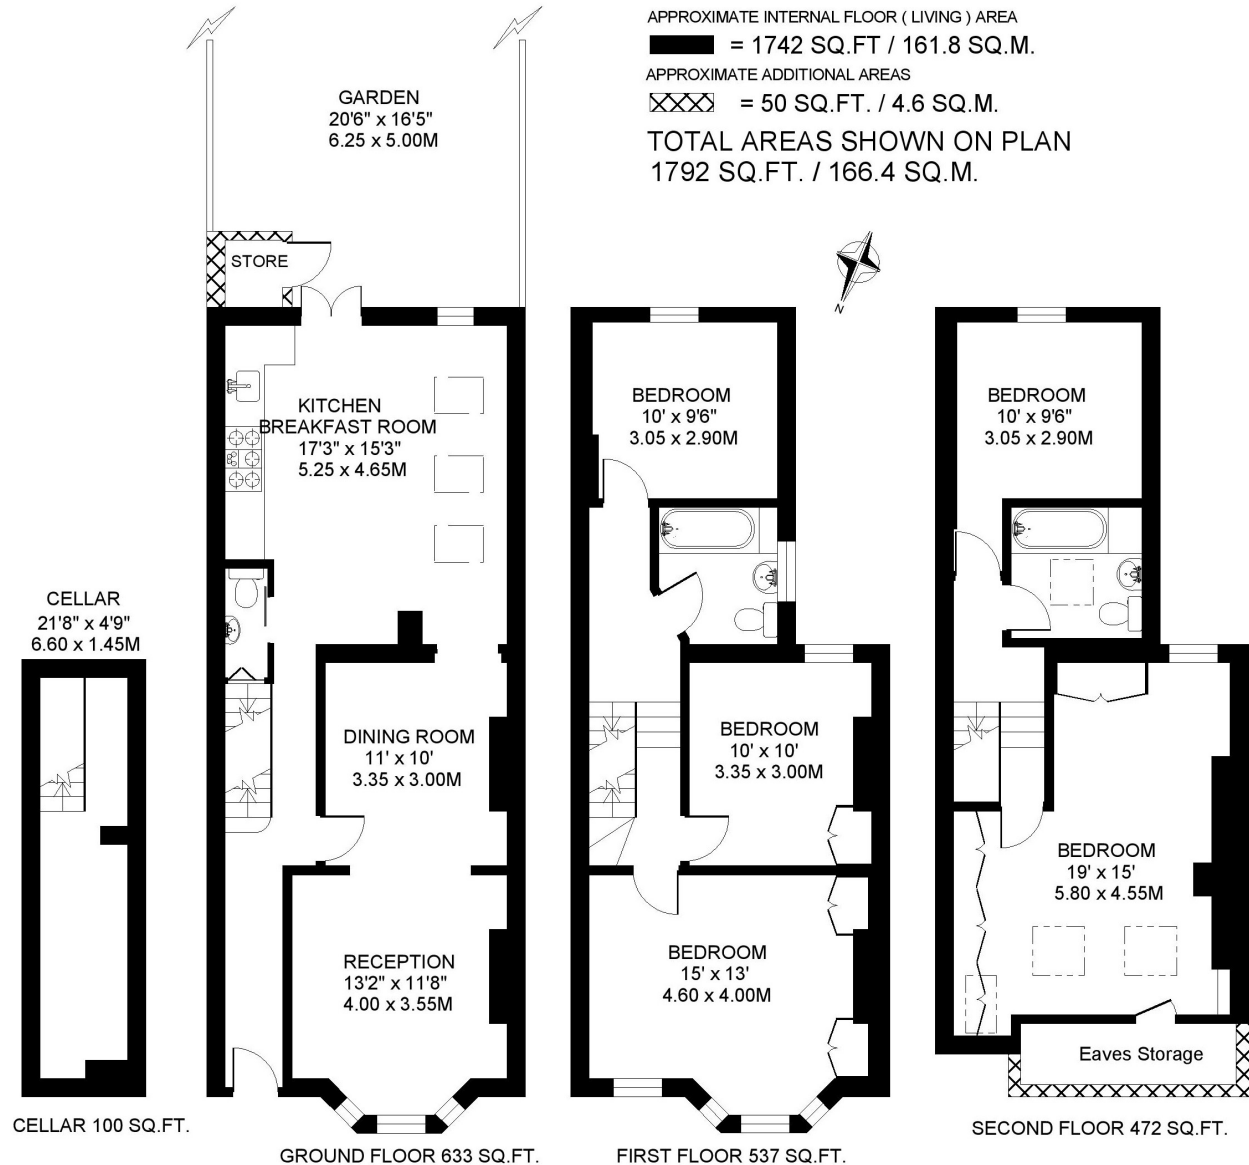 APPROXIMATE INTERNAL FLOOR ( LIVING ) AREA
= 1742 SQ.FT / 161.8 SQ.M.
APPROXIMATE ADDITIONAL AREAS
= 50 SQ.FT. / 4.6 SQ.M.
TOTAL AREAS SHOWN ON PLAN
1792 SQ.FT. / 166.4 SQ.M.
GARDEN
20'6" x 16'5"
6.25 x 5.00M
STORE
N
KITCHEN
BREAKFAST ROOM
17'3" x 15'3"
5.25 x 4.65M
BEDROOM
10' x 9'6"
3.05 x 2.90M
BEDROOM
10' x 9'6"
3.05 x 2.90M
CELLAR
21'8" x 4'9"
6.60 x 1.45M
DINING ROOM
11' x 10'
3.35 x 3.00M
BEDROOM
10' x 10'
3.35 x 3.00M
BEDROOM
19' x 15'
5.80 x 4.55M
RECEPTION
13'2" x 11'8"
4.00 x 3.55M
BEDROOM
15' x 13'
4.60 x 4.00M
Eaves Storage
CELLAR 100 SQ.FT.
GROUND FLOOR 633 SQ.FT.
FIRST FLOOR 537 SQ.FT.
SECOND FLOOR 472 SQ.FT.